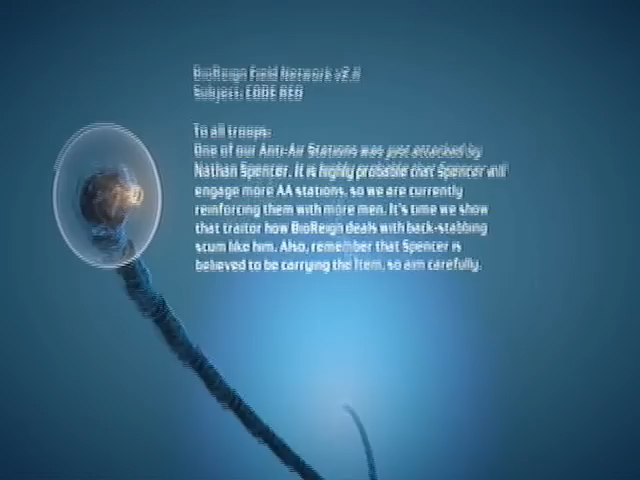 BioReign Field Network v2.11
Subject: CODE RED
To all troops:
One of our Anti-Air Stations was just attacked by
Nathan Spencer. It is highly probable that Spencer will
engage more AA stations, so we are currently
reinforcing them with more men. It's time we show
that traitor how BioReign deals with back-stabbing
scum like him. Also, remember that Spencer is
believed to be carrying the Item, so aim carefully.